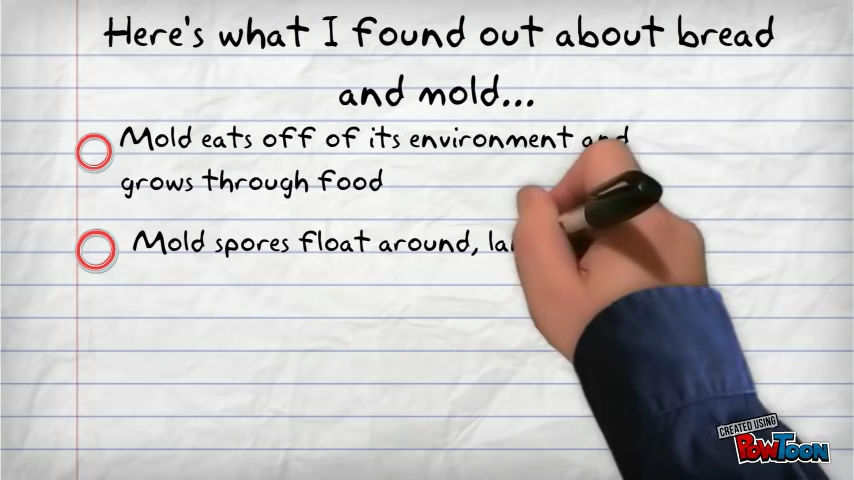 Here's what I found out about bread
and mold...
Mold eats off of its environment and
grows through food
Mold spores float around,
CREATED USING
POWTOON